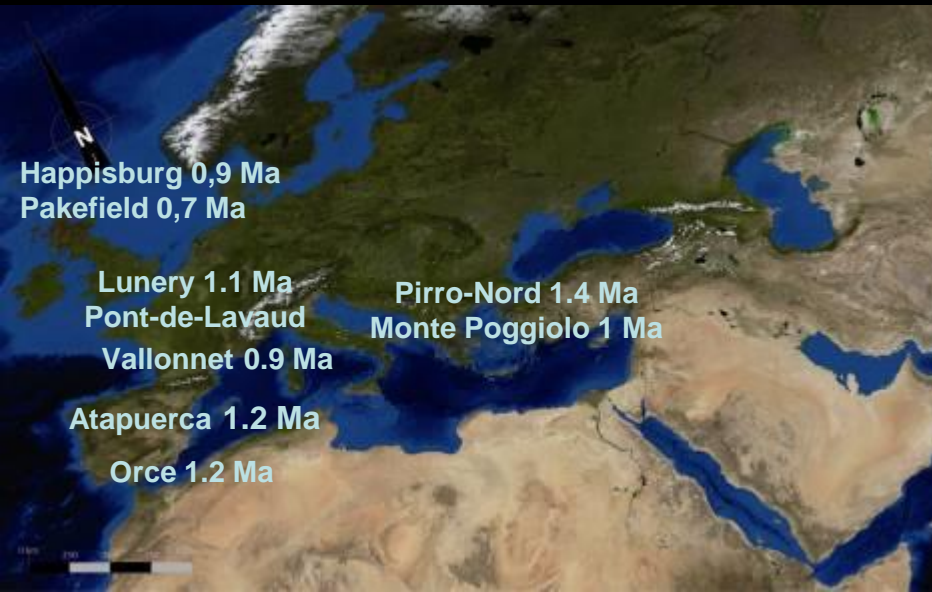 N
Happisburg 0,9 Ma
Pakefield 0,7 Ma
Lunery 1.1 Ma
Pont-de-Lavaud
Vallonnet 0.9 Ma
Pirro-Nord 1.4 Ma
Monte Poggiolo 1 Ma
Atapuerca 1.2 Ma
Orce 1.2 Ma